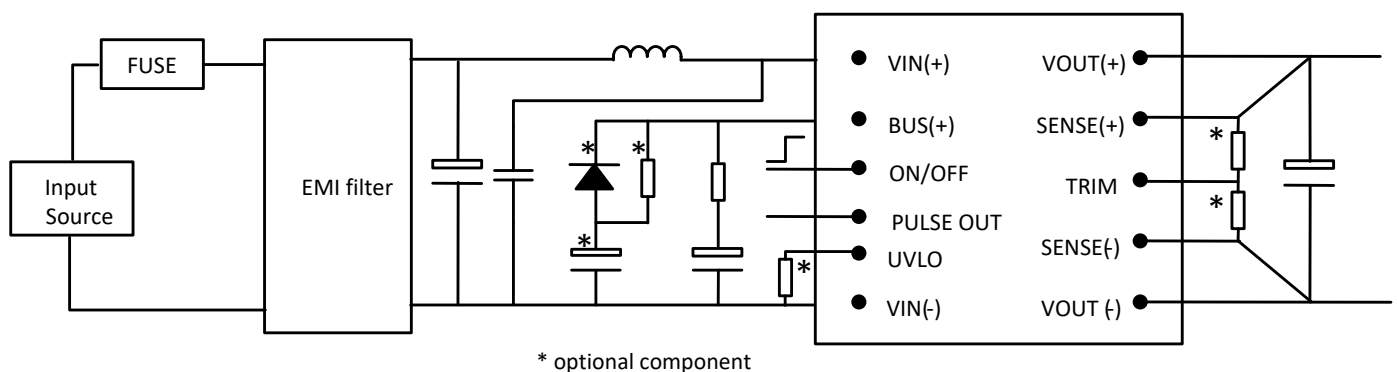 FUSE
Input
Source
EMI filter
*
*
*
*
VIN(+)
BUS(+)
ON/OFF
PULSE OUT
UVLO
VIN(-)
VOUT(+)
SENSE(+)
TRIM
SENSE(-)
VOUT (-)
*
*
* optional component